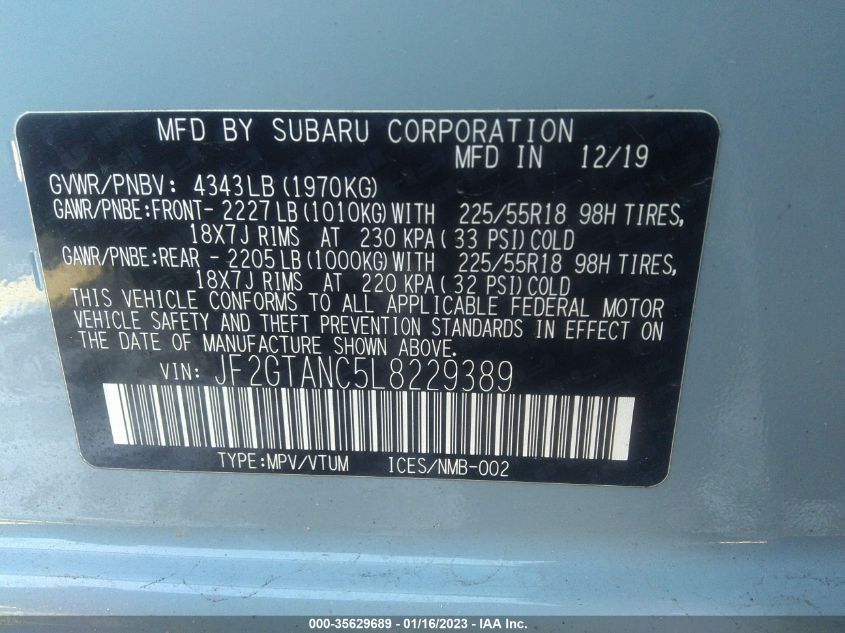 MFD BY SUBARU CORPORATION
MFD IN 12/19
GVWR/PNBV: 4343LB(1970KG)
GAWR/PNBE:FRONT- 2227LB(1010KG)WITH 225/55R18 98H TIRES,
18X7J RIMS AT 230 KPA(33 PSI)COLD
GAWR/PNBE:REAR - 2205LB(1000KG)WITH 225/55R18 98H TIRES,
18X7J RIMS AT 220 KPA(32 PSI)COLD
THIS VEHICLE CONFORMS TO ALL APPLICABLE FEDERAL MOTOR
VEHICLE SAFETY AND THEFT PREVENTION STANDARDS IN EFFECT ON
THE DATE OF MANUFACTURE SHOWN ABOVE.
VIN: JF2GTANC5L8229389
TYPE:MPV/VTUM ICES/NMB-002
000-35629689 - 01/16/2023 - IAA Inc.